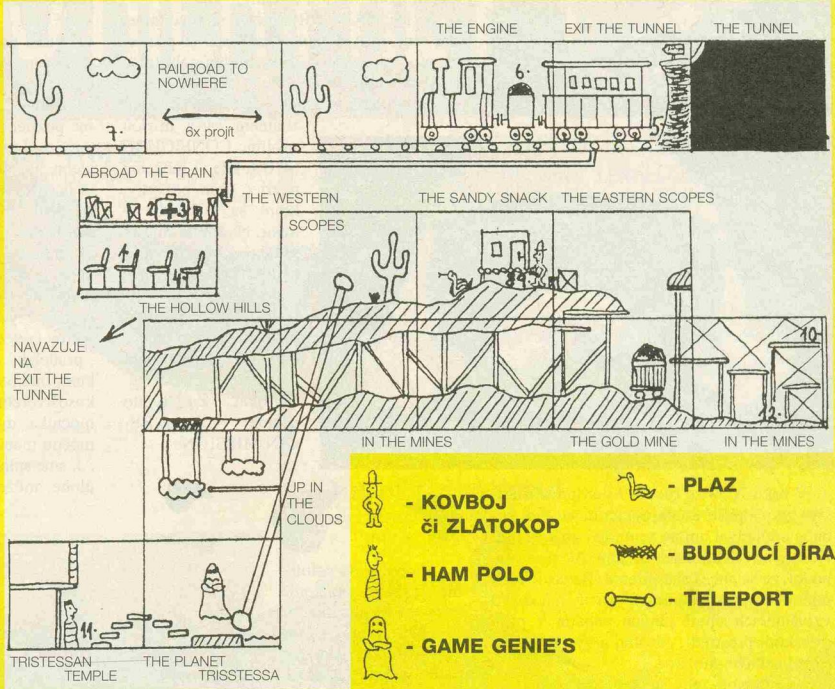 THE ENGINE
EXIT THE TUNNEL
THE TUNNEL
RAILROAD TO
NOWHERE
6x projít
7.
6.
5
ABROAD THE TRAIN
2 + 3
1
4.
THE WESTERN
SCOPES
THE SANDY SNACK
THE EASTERN SCOPES
8 9
THE HOLLOW HILLS
NAVAZUJE
NA
EXIT THE
TUNNEL
10
12.
IN THE MINES
THE GOLD MINE
IN THE MINES
UP IN
THE
CLOUDS
11.
TRISTESSAN
TEMPLE
THE PLANET
TRISSTESSA
- KOVBOJ
či ZLATOKOP
- HAM POLO
- GAME GENIE'S
- PLAZ
- BUDOUCÍ DÍRA
- TELEPORT